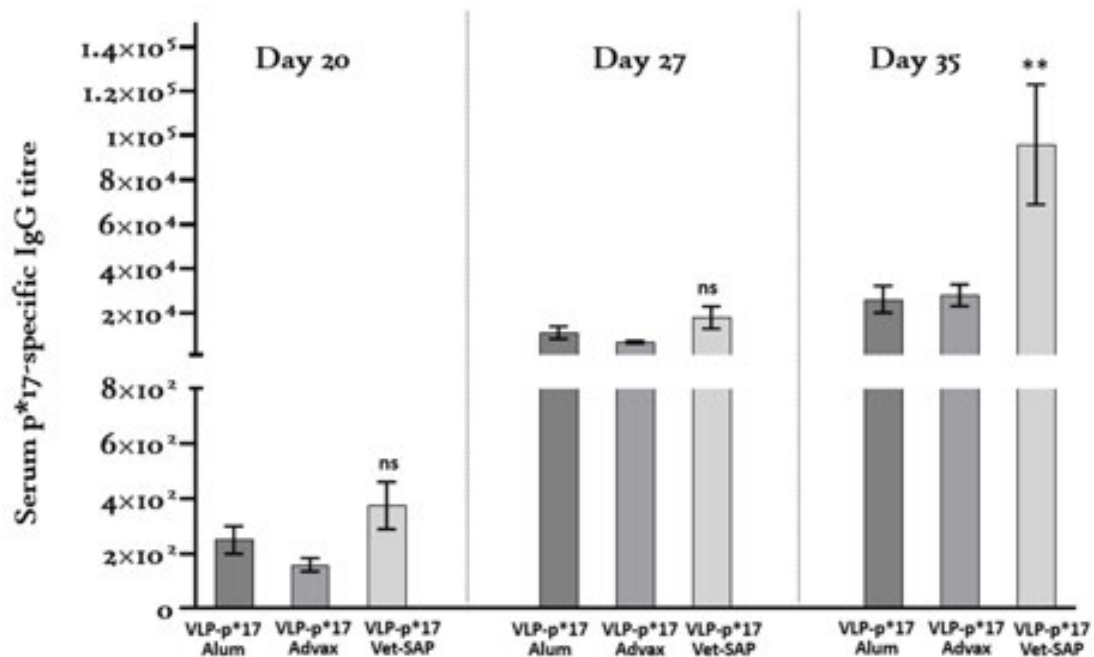 Serum p*17-specific IgG titre
1.4×10⁵
1.2×10⁵
1×10⁵
8×10⁴
6×10⁴
4×10⁴
2×10⁴
8×10²
6×10²
4×10²
2×10²
0
Day 20
Day 27
Day 35
ns
ns
**
VLP-p*17
Alum
VLP-p*17
Advax
VLP-p*17
Vet-SAP
VLP-p*17
Alum
VLP-p*17
Advax
VLP-p*17
Vet-SAP
VLP-p*17
Alum
VLP-p*17
Advax
VLP-p*17
Vet-SAP